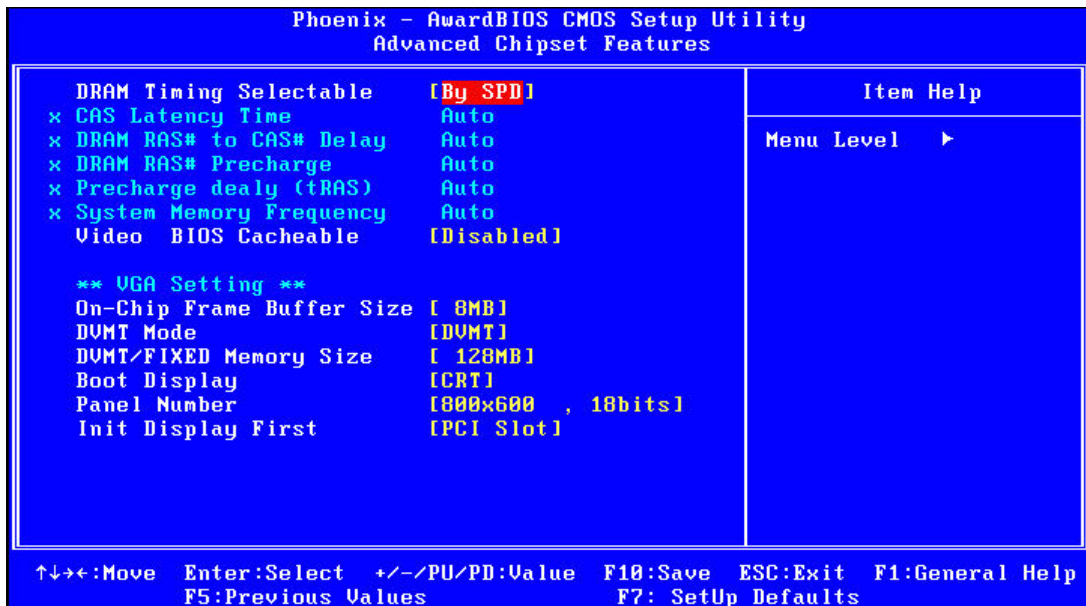 Phoenix - AwardBIOS CMOS Setup Utility
Advanced Chipset Features
DRAM Timing Selectable [By SPD]
x CAS Latency Time Auto
x DRAM RAS# to CAS# Delay Auto
x DRAM RAS# Precharge Auto
x Precharge dealy (tRAS) Auto
x System Memory Frequency Auto
Video BIOS Cacheable [Disabled]
** VGA Setting **
On-Chip Frame Buffer Size [ 8MB]
DVMT Mode [DVMT]
DVMT/FIXED Memory Size [ 128MB]
Boot Display [CRT]
Panel Number [800x600 , 18bits]
Init Display First [PCI Slot]
Item Help
Menu Level ►
↑↓→←:Move Enter:Select +/-/PU/PD:Value F10:Save ESC:Exit F1:General Help
F5:Previous Values F7: SetUp Defaults